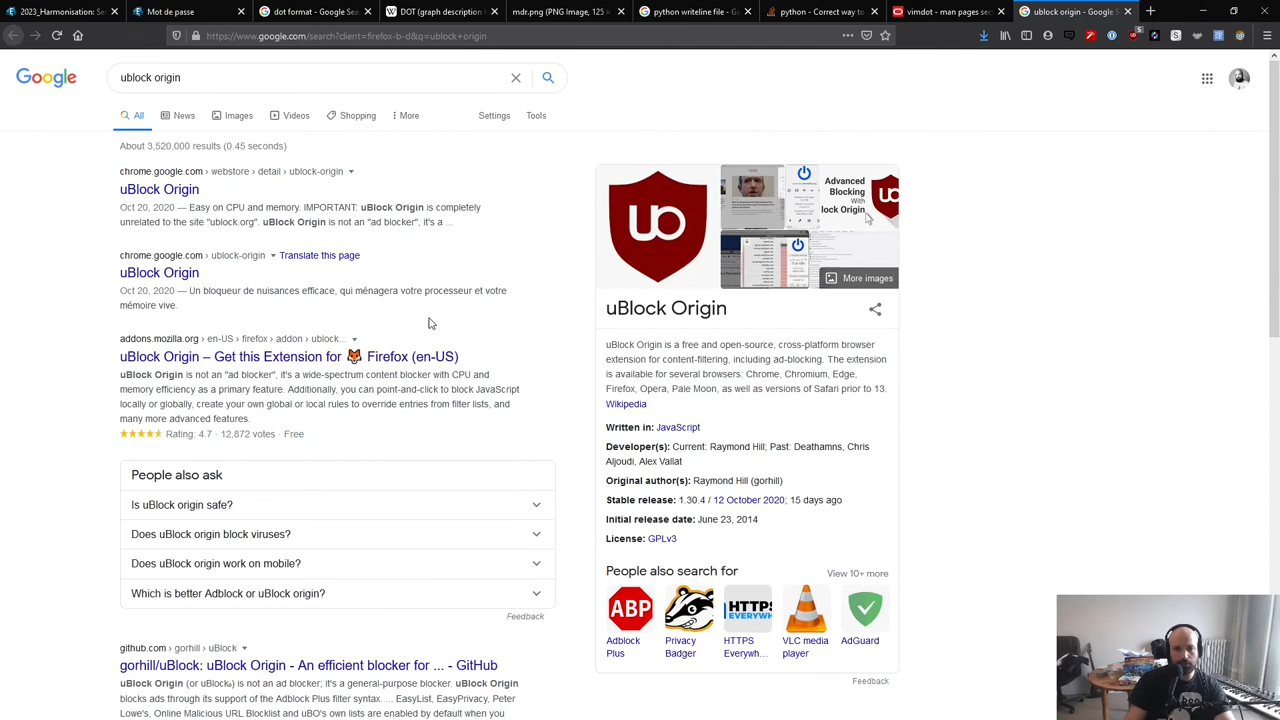 2023_Harmonisation: S
Mot de passe
dot format - Google Sea
DOT (graph description l
mdr.png (PNG Image, 125 ×
python writeline file - Go
python - Correct way to
vimdot - man pages sec
ublock origin - Google S
https://www.google.com/search?client=firefox-b-d&q=ublock+origin
Google
ublock origin
All
News
Images
Videos
Shopping
More
Settings
Tools
About 3,520,000 results (0.45 seconds)
chrome.google.com › webstore › detail › ublock-origin
uBlock Origin
Oct 20, 2020 — Easy on CPU and memory. IMPORTANT: uBlock Origin is completely
unrelated to the site "ublock.org". uBlock Origin is not an "ad blocker", it's a ...
chrome.google.com › ublock-origin
Translate this page
uBlock Origin
Oct 20, 2020 — Un bloqueur de nuisances efficace, qui ménagera votre processeur et votre
mémoire vive.
addons.mozilla.org › en-US › firefox › addon › ublock...
uBlock Origin – Get this Extension for 🦊 Firefox (en-US)
uBlock Origin is not an "ad blocker", it's a wide-spectrum content blocker with CPU and
memory efficiency as a primary feature. Additionally, you can point-and-click to block JavaScript
locally or globally, create your own global or local rules to override entries from filter lists, and
many more advanced features.
Rating: 4.7 · 12,872 votes · Free
People also ask
Is uBlock origin safe?
Does uBlock origin block viruses?
Does uBlock origin work on mobile?
Which is better Adblock or uBlock origin?
Feedback
github.com › gorhill › uBlock
gorhill/uBlock: uBlock Origin - An efficient blocker for ... - GitHub
uBlock Origin (or uBlock₀) is not an ad blocker; it's a general-purpose blocker. uBlock Origin
blocks ads through its support of the Adblock Plus filter syntax. ... EasyList, EasyPrivacy, Peter
Lowe's, Online Malicious URL Blocklist and uBO's own lists are enabled by default when you
uo
Advanced
Blocking
With
lock Origin
More images
uBlock Origin
uBlock Origin is a free and open-source, cross-platform browser
extension for content-filtering, including ad-blocking. The extension
is available for several browsers: Chrome, Chromium, Edge,
Firefox, Opera, Pale Moon, as well as versions of Safari prior to 13.
Wikipedia
Written in: JavaScript
Developer(s): Current: Raymond Hill; Past: Deathamns, Chris
Aljoudi, Alex Vallat
Original author(s): Raymond Hill (gorhill)
Stable release: 1.30.4 / 12 October 2020; 15 days ago
Initial release date: June 23, 2014
License: GPLv3
People also search for
View 10+ more
ABP
HTTPS
EVERYWH
Adblock
Plus
Privacy
Badger
HTTPS
Everywh...
VLC media
player
AdGuard
Feedback